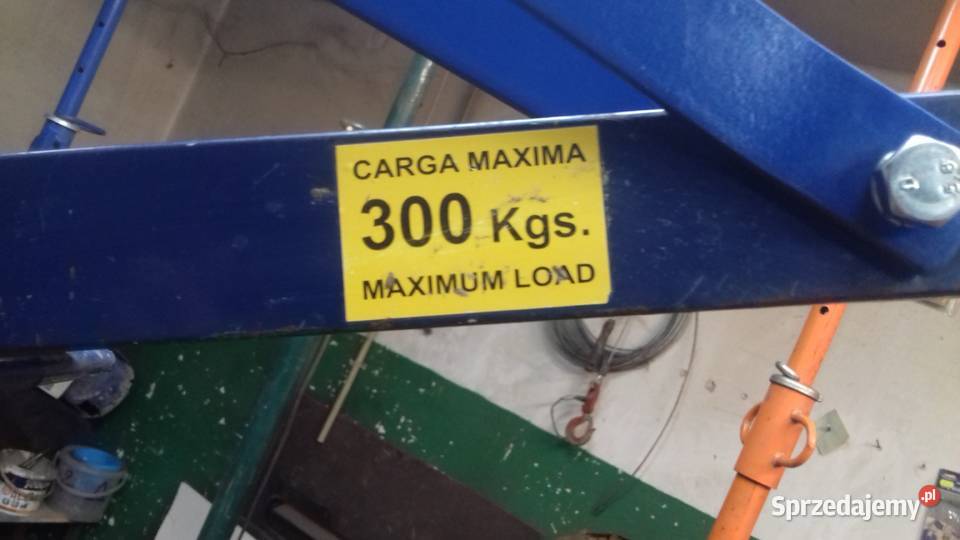 CARGA MAXIMA
300 Kgs.
MAXIMUM LOAD
Sprzedajemy.pl